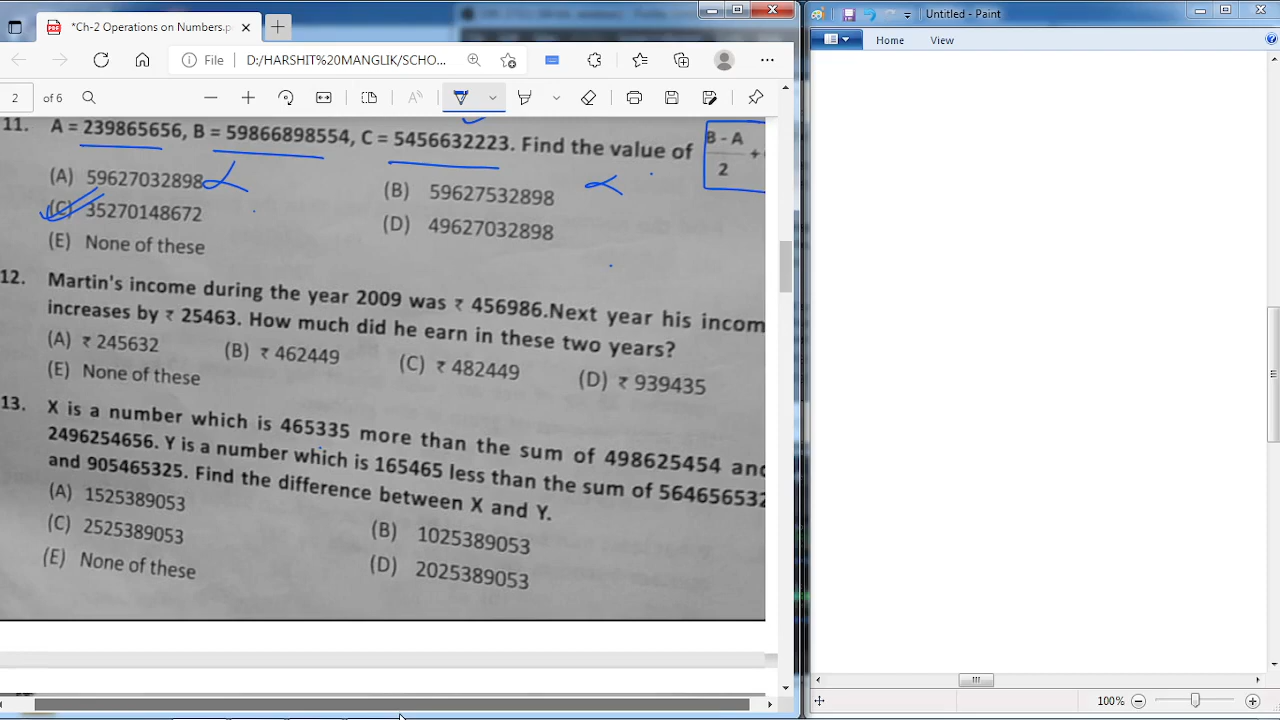 Ch-2 Operations on Numbers.p
Untitled - Paint
File D:/HARSHIT%20MANGLIK/SCHO...
Home View
2 of 6
11. A = 239865656, B = 59866898554, C = 5456632223. Find the value of B - A / 2 +
(A) 59627032898 (B) 59627532898
(C) 35270148672 (D) 49627032898
(E) None of these
12. Martin's income during the year 2009 was ₹ 456986.Next year his incom
increases by ₹ 25463. How much did he earn in these two years?
(A) ₹ 245632 (B) ₹ 462449 (C) ₹ 482449 (D) ₹ 939435
(E) None of these
13. X is a number which is 465335 more than the sum of 498625454 and
2496254656. Y is a number which is 165465 less than the sum of 564656532
and 905465325. Find the difference between X and Y.
(A) 1525389053 (B) 1025389053
(C) 2525389053 (D) 2025389053
(E) None of these
100%